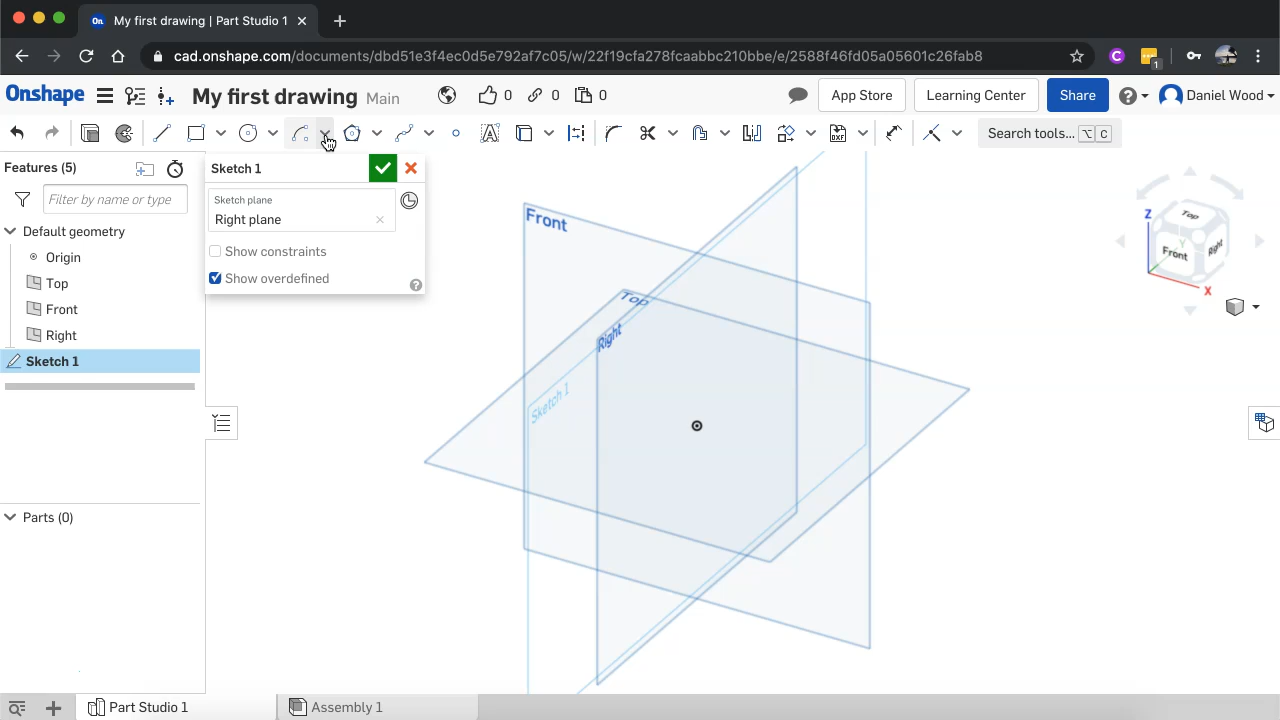 On My first drawing | Part Studio 1
cad.onshape.com/documents/dbd51e3f4ec0d5e792af7c05/w/22f19cfa278fcaabbc210bbe/e/2588f46fd05a05601c26fab8
C 1
Onshape My first drawing Main 0 0 0 App Store Learning Center Share Daniel Wood
A DXF Search tools... ⌥ C
Features (5)
Filter by name or type
Default geometry
Origin
Top
Front
Right
Sketch 1
Parts (0)
Sketch 1
Sketch plane
Right plane
Show constraints
Show overdefined
Front
Top
Right
Sketch 1
Z
Top
Y
Front
Right
X
Part Studio 1 Assembly 1